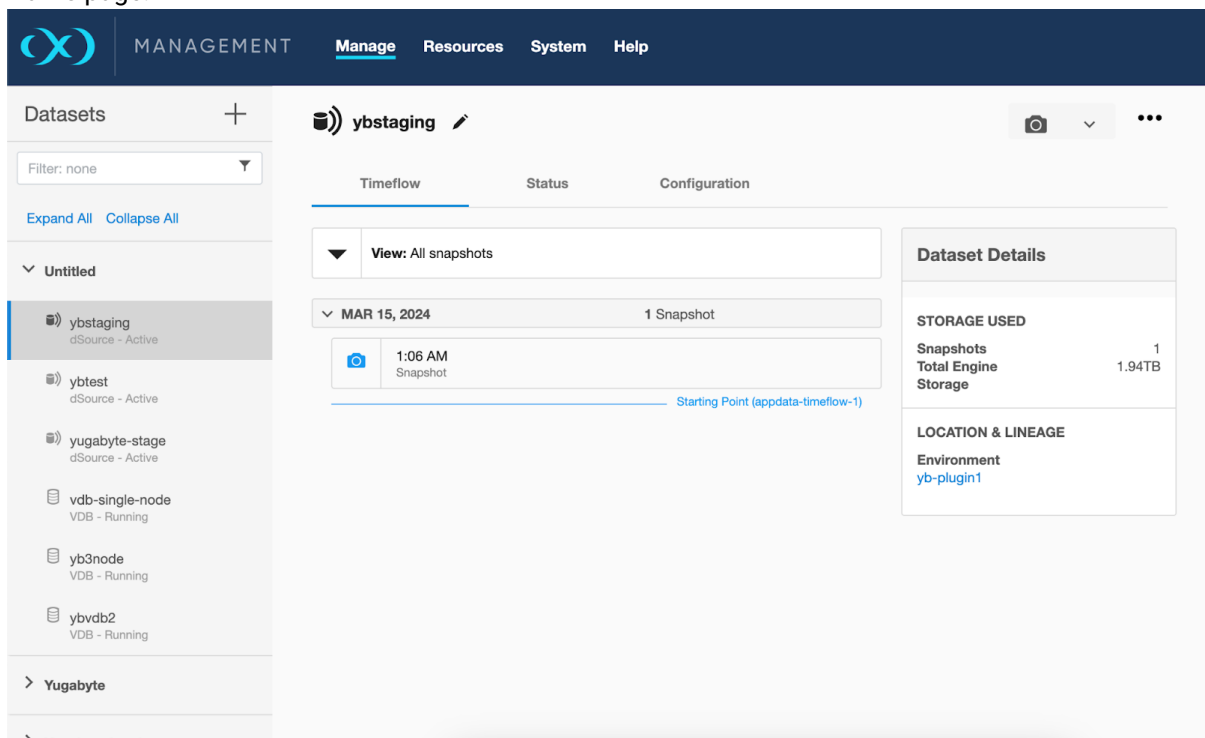 MANAGEMENT
Manage Resources System Help
Datasets
Filter: none
Expand All Collapse All
Untitled
ybstaging
dSource - Active
ybtest
dSource - Active
yugabyte-stage
dSource - Active
vdb-single-node
VDB - Running
yb3node
VDB - Running
ybvdb2
VDB - Running
Yugabyte
ybstaging
Timeflow Status Configuration
View: All snapshots
MAR 15, 2024 1 Snapshot
1:06 AM
Snapshot
Starting Point (appdata-timeflow-1)
Dataset Details
STORAGE USED
Snapshots 1
Total Engine 1.94TB
Storage
LOCATION & LINEAGE
Environment
yb-plugin1